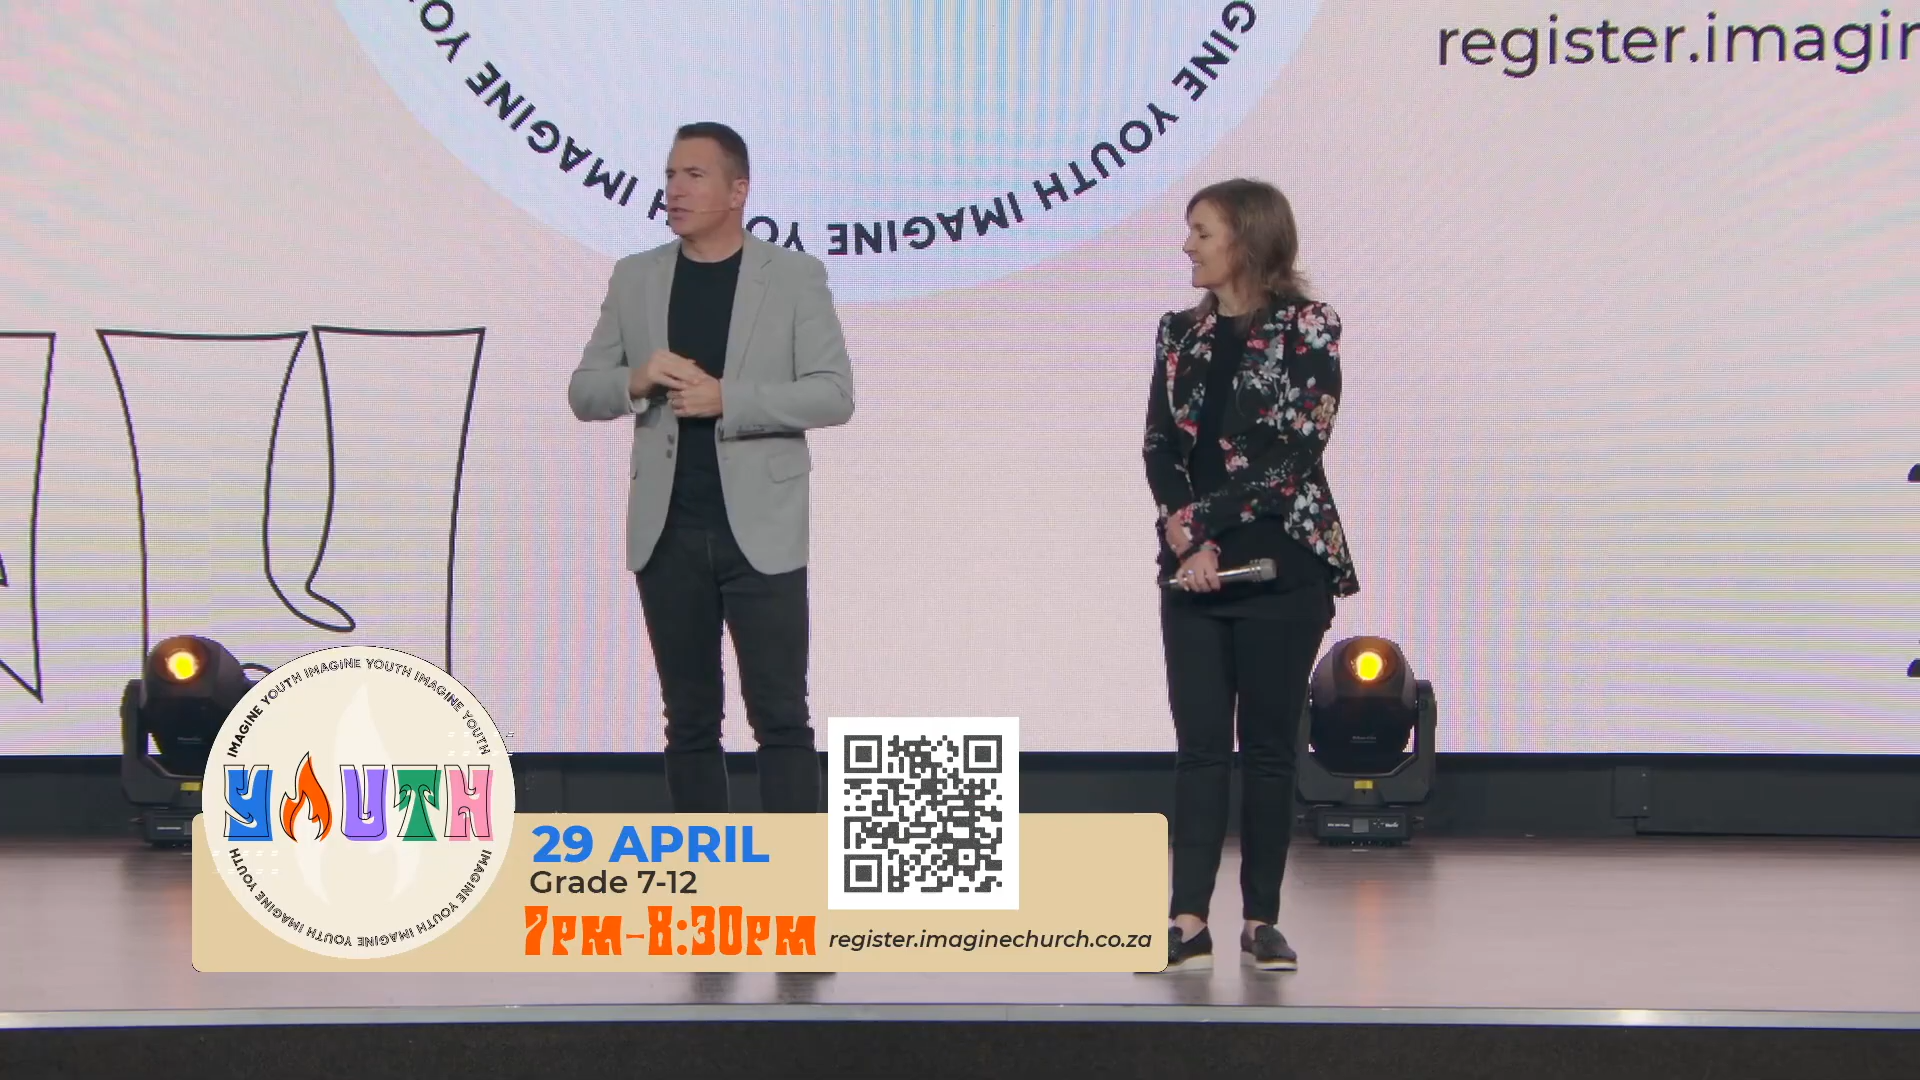 GINE YOUTH IMAGINE YO
IMAGINE YO
register.imagin
IMAGINE YOUTH IMAGINE YOUTH IMAGINE YOUTH
YOUTH
IMAGINE YOUTH IMAGINE YOUTH IMAGINE YOUTH
29 APRIL
Grade 7-12
7PM-8:30PM
register.imaginechurch.co.za